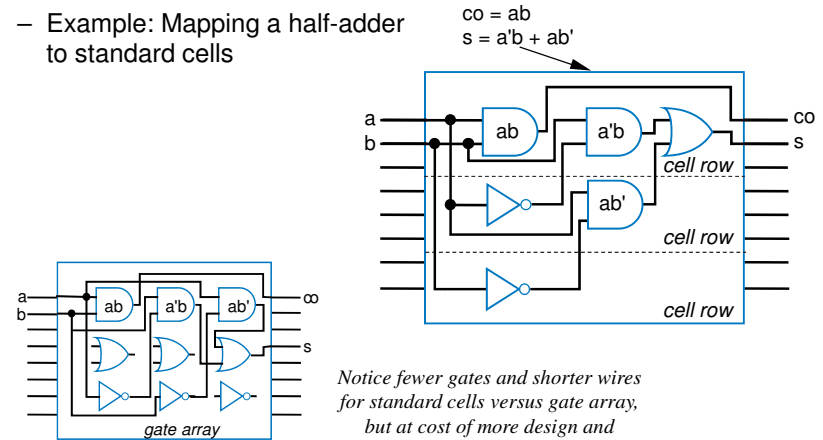 – Example: Mapping a half-adder
to standard cells
co = ab
s = a'b + ab'
a
b
ab
a'b
co
s
cell row
ab'
cell row
cell row
a
b
ab
a'b
ab'
co
s
gate array
Notice fewer gates and shorter wires
for standard cells versus gate array,
but at cost of more design and